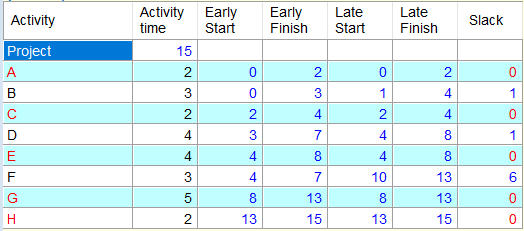 Activity Activity time Early Start Early Finish Late Start Late Finish Slack
Project 15
A 2 0 2 0 2 0
B 3 0 3 1 4 1
C 2 2 4 2 4 0
D 4 3 7 4 8 1
E 4 4 8 4 8 0
F 3 4 7 10 13 6
G 5 8 13 8 13 0
H 2 13 15 13 15 0